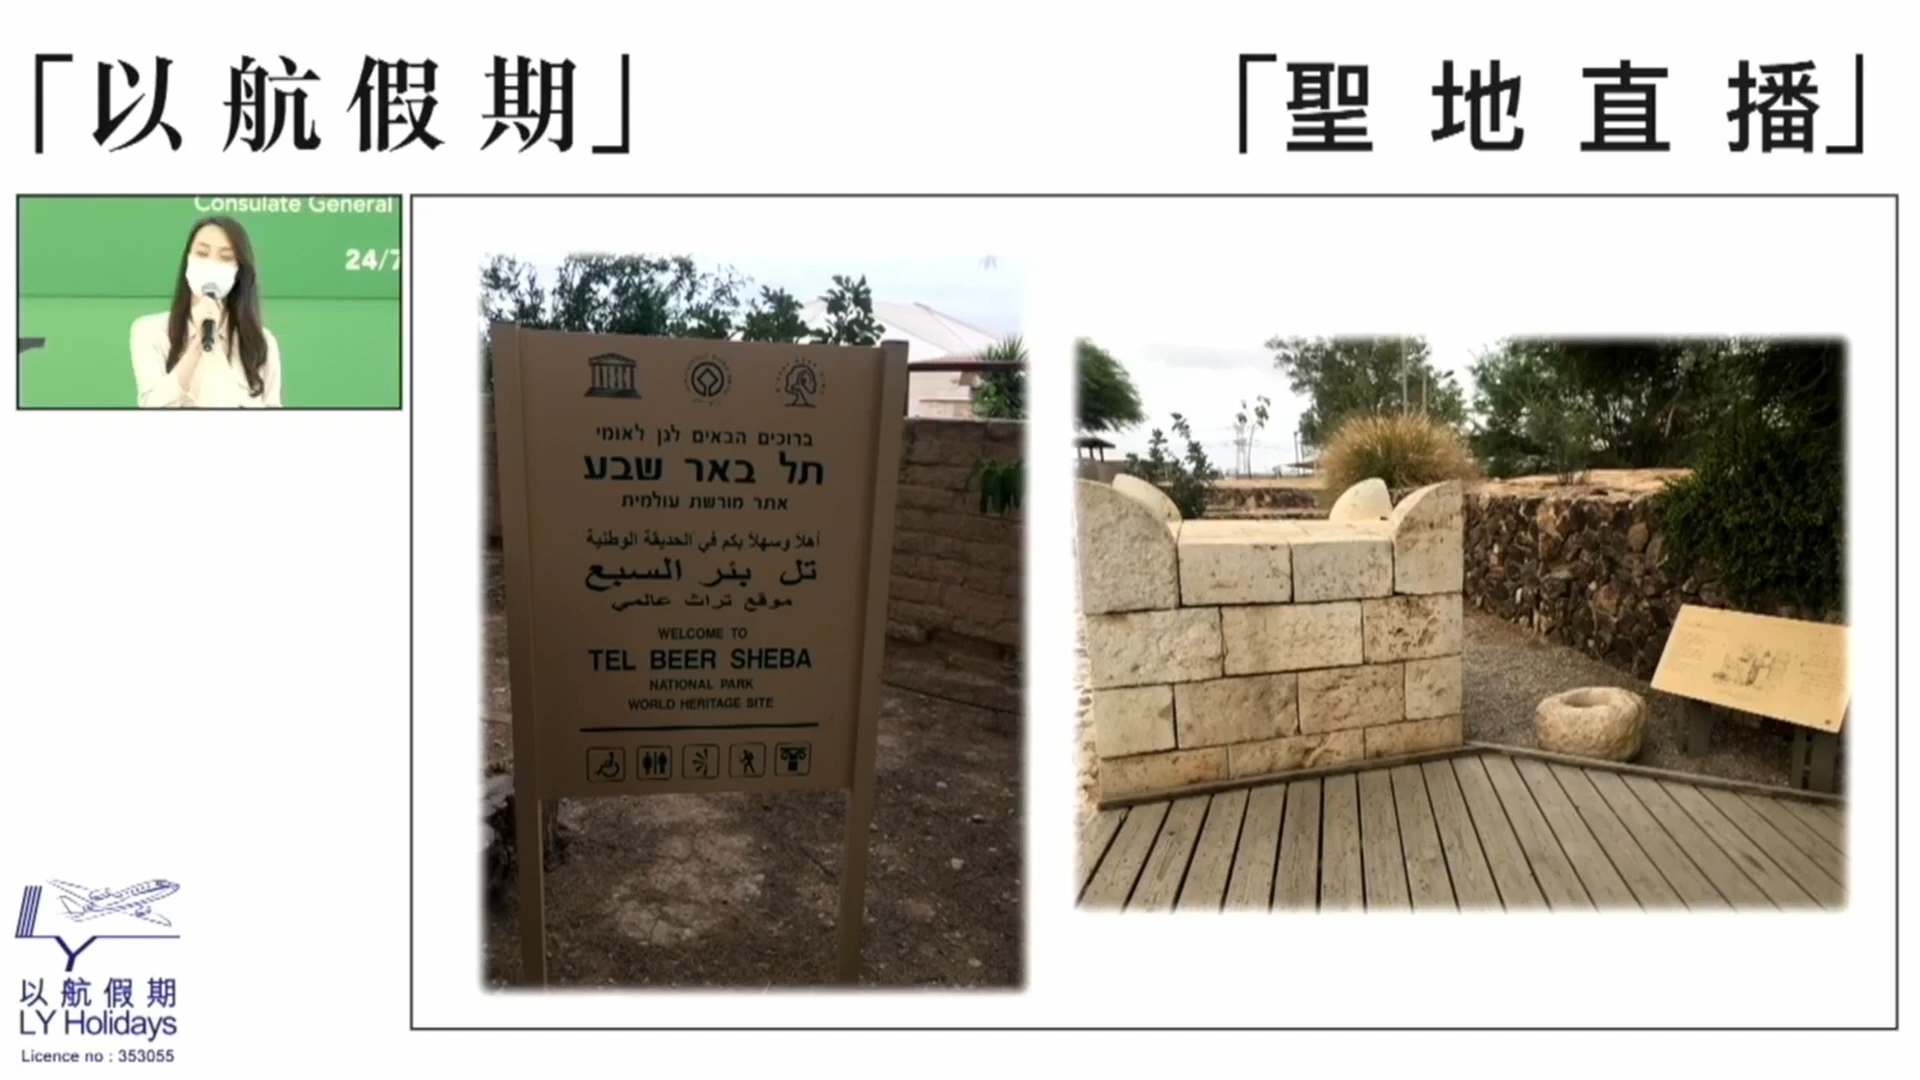 「以航假期」
「聖地直播」
Consulate General
24/7
UNESCO
ברוכים הבאים לגן לאומי
תל באר שבע
אתר מורשת עולמית
أهلاً وسهلاً بكم في الحديقة الوطنية
تل بئر السبع
موقع تراث عالمي
WELCOME TO
TEL BEER SHEBA
NATIONAL PARK
WORLD HERITAGE SITE
以航假期
LY Holidays
Licence no : 353055